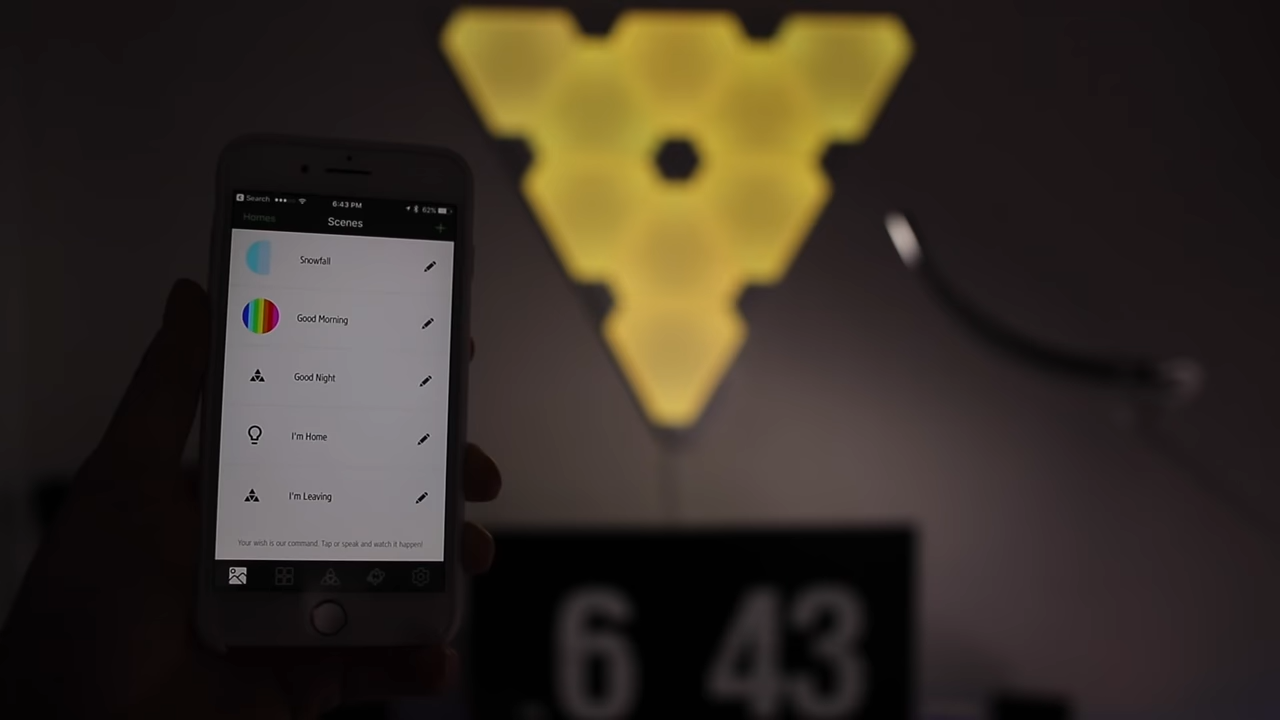 Search
6:43 PM
62%
Homes
Scenes
+
Snowfall
Good Morning
Good Night
I'm Home
I'm Leaving
Your wish is our command. Tap or speak and watch it happen!
6 43